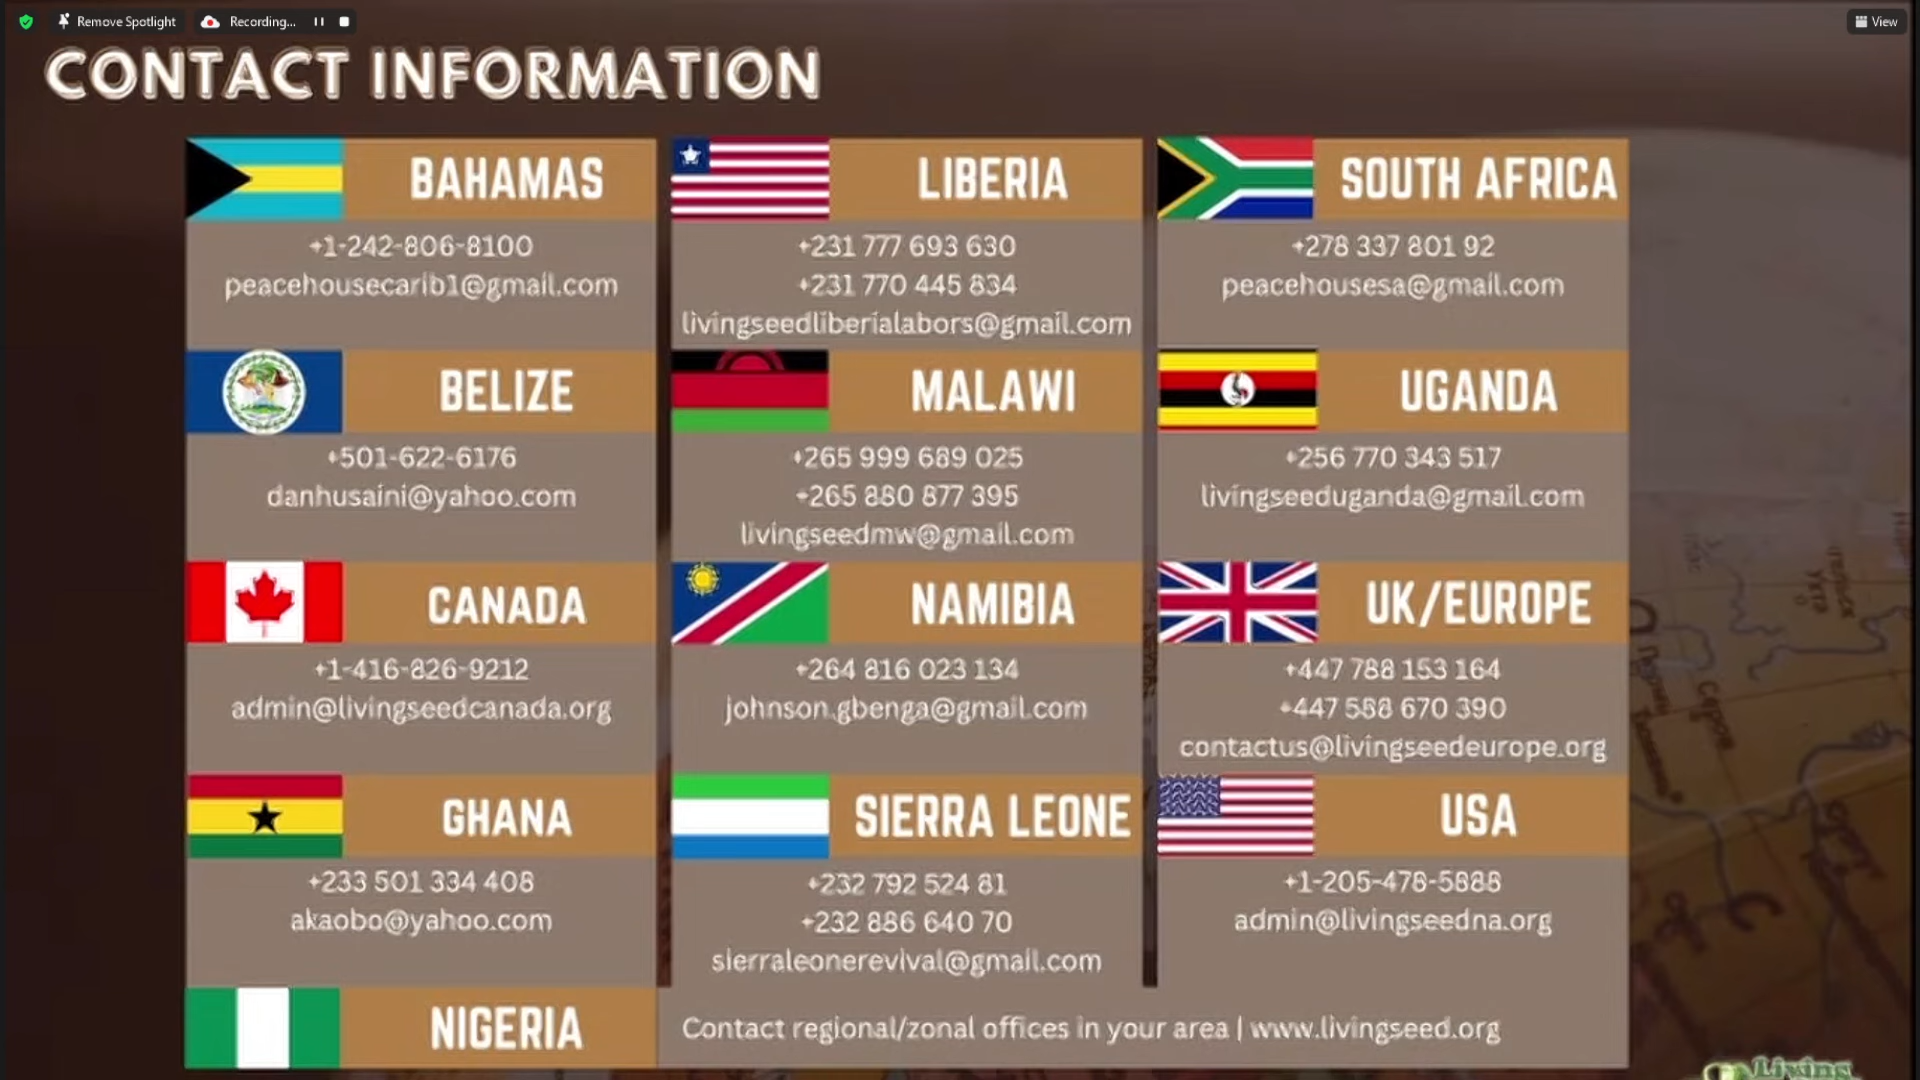 Remove Spotlight
Recording...
View
CONTACT INFORMATION
BAHAMAS
+1-242-806-8100
peacehousecarib1@gmail.com
LIBERIA
+231 777 693 630
+231 770 445 834
livingseedliberialabors@gmail.com
SOUTH AFRICA
+278 337 801 92
peacehousesa@gmail.com
BELIZE
+501-622-6176
danhusaini@yahoo.com
MALAWI
+265 999 689 025
+265 880 877 395
livingseedmw@gmail.com
UGANDA
+256 770 343 517
livingseeduganda@gmail.com
CANADA
+1-416-826-9212
admin@livingseedcanada.org
NAMIBIA
+264 816 023 134
johnson.gbenga@gmail.com
UK/EUROPE
+447 788 153 164
+447 588 670 390
contactus@livingseedeurope.org
GHANA
+233 501 334 408
akaobo@yahoo.com
SIERRA LEONE
+232 792 524 81
+232 886 640 70
sierraleonerevival@gmail.com
USA
+1-205-478-5888
admin@livingseedna.org
NIGERIA
Contact regional/zonal offices in your area | www.livingseed.org
Living